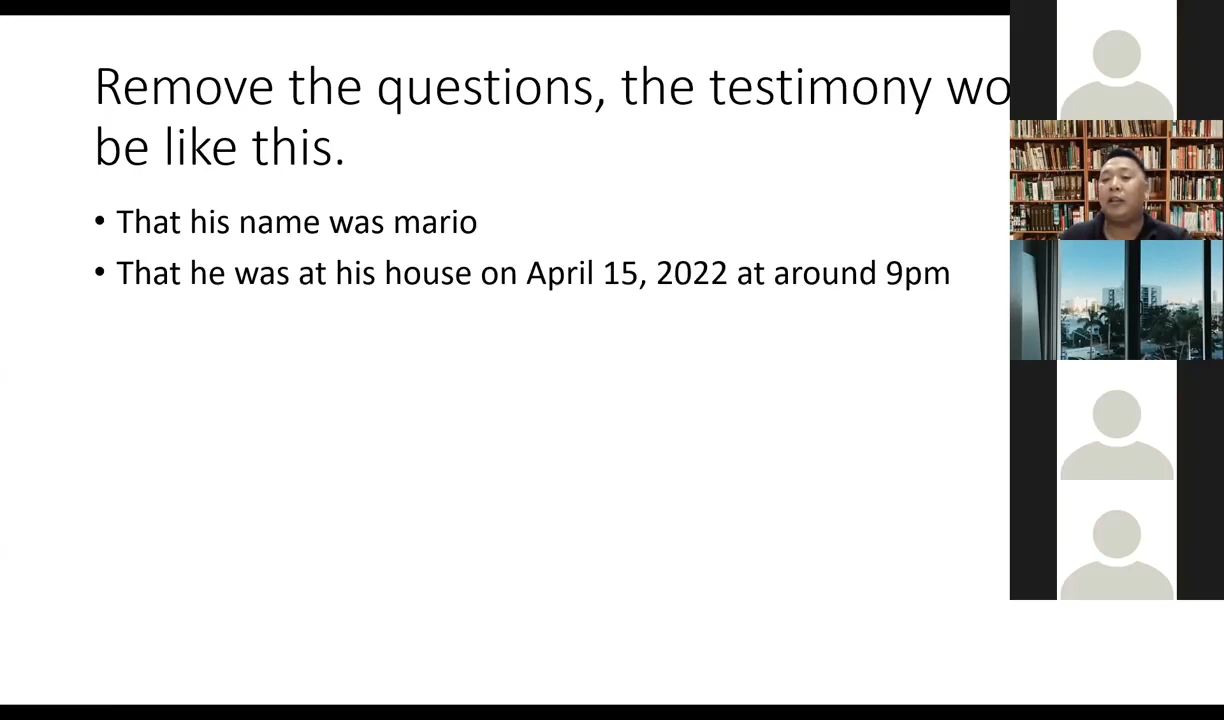 Remove the questions, the testimony wo
be like this.
• That his name was mario
• That he was at his house on April 15, 2022 at around 9pm